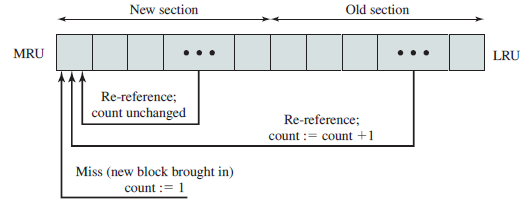 New section
Old section
MRU
• • •
• • •
LRU
Re-reference;
count unchanged
Re-reference;
count := count +1
Miss (new block brought in)
count := 1